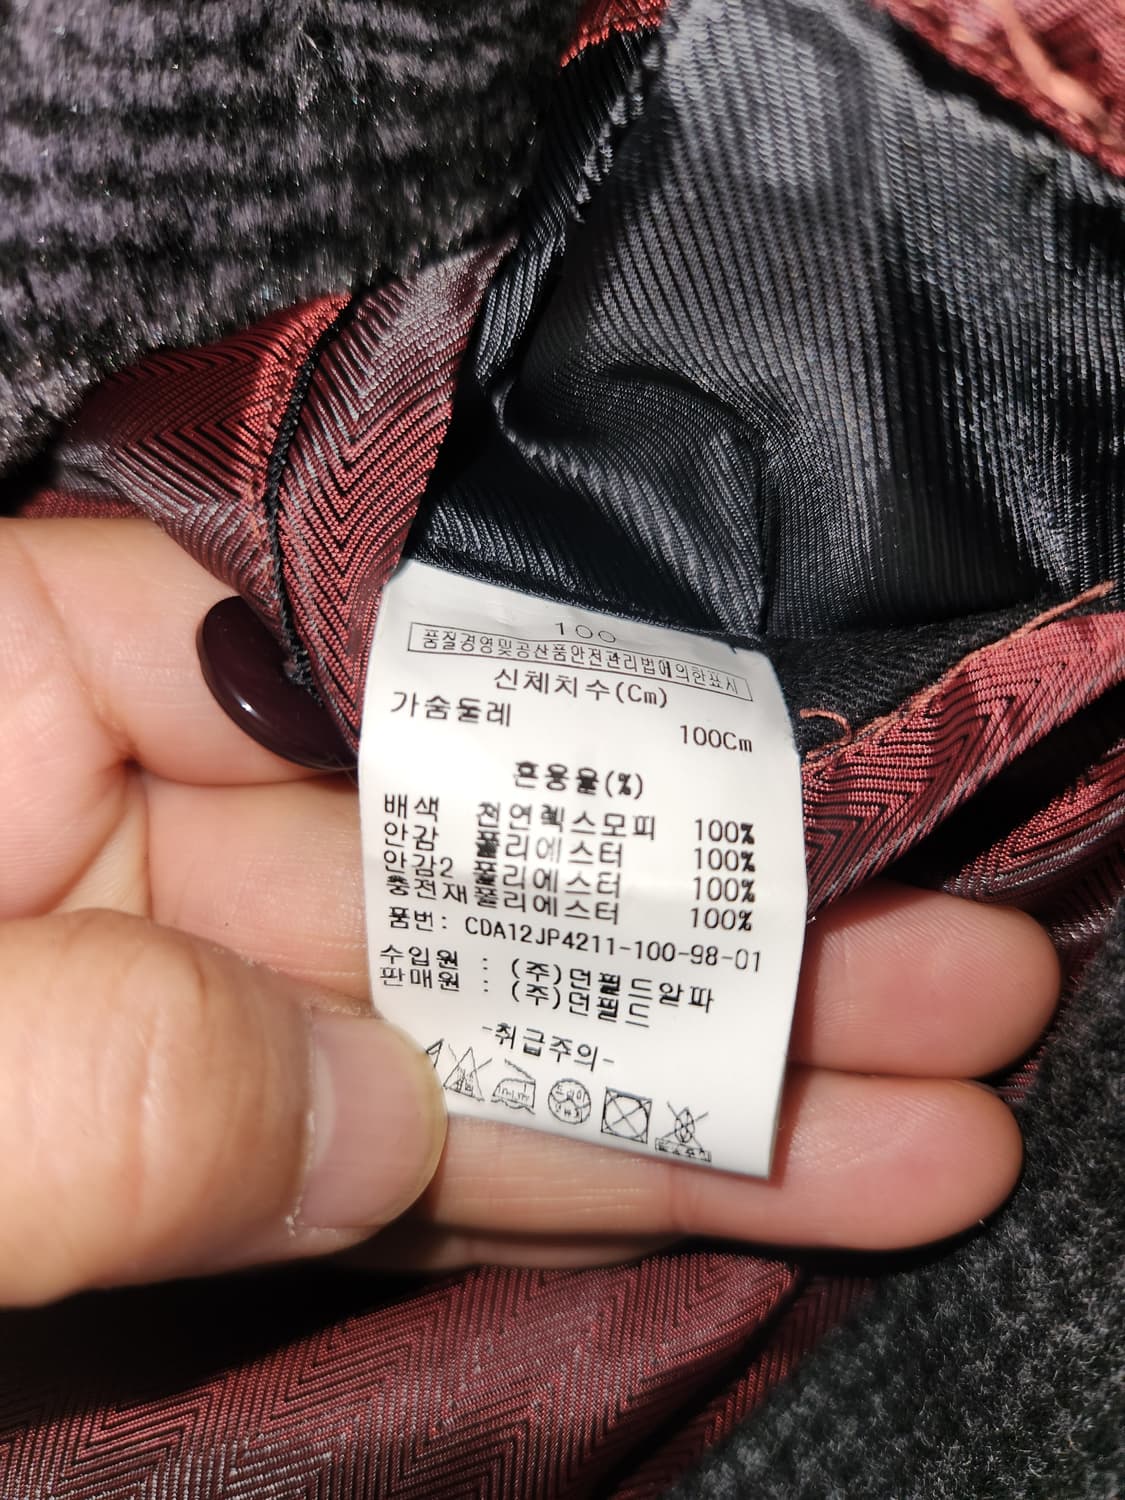 100
품질경영및공산품안전관리법에의한표시
신체치수(Cm)
가슴둘레 100Cm
혼용율(%)
배색 천연렉스모피 100%
안감 폴리에스터 100%
안감2 폴리에스터 100%
충전재폴리에스터 100%
품번: CDA12JP4211-100-98-01
수입원 : (주)던필드알파
판매원 : (주)던필드
-취급주의-